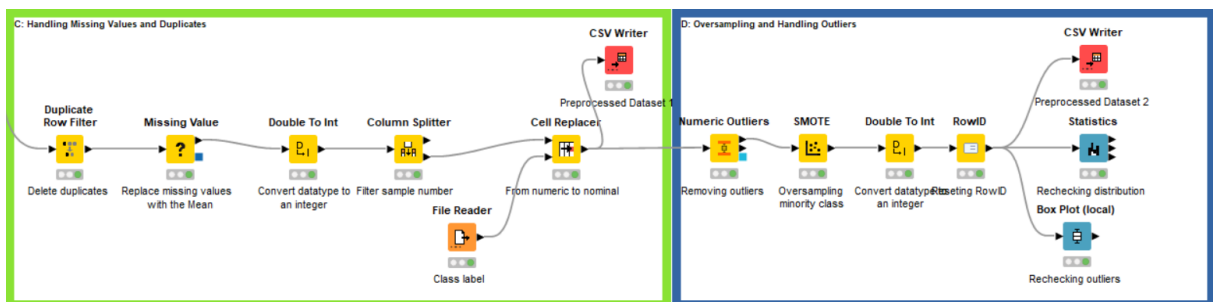 C: Handling Missing Values and Duplicates
CSV Writer
Preprocessed Dataset 1
Duplicate
Row Filter
Delete duplicates
Missing Value
Replace missing values
with the Mean
Double To Int
Convert datatype to
an integer
Column Splitter
Filter sample number
Cell Replacer
From numeric to nominal
File Reader
Class label
D: Oversampling and Handling Outliers
CSV Writer
Preprocessed Dataset 2
Numeric Outliers
Removing outliers
SMOTE
Oversampling
minority class
Double To Int
Convert datatype to
an integer
RowID
Reseting RowID
Statistics
Rechecking distribution
Box Plot (local)
Rechecking outliers